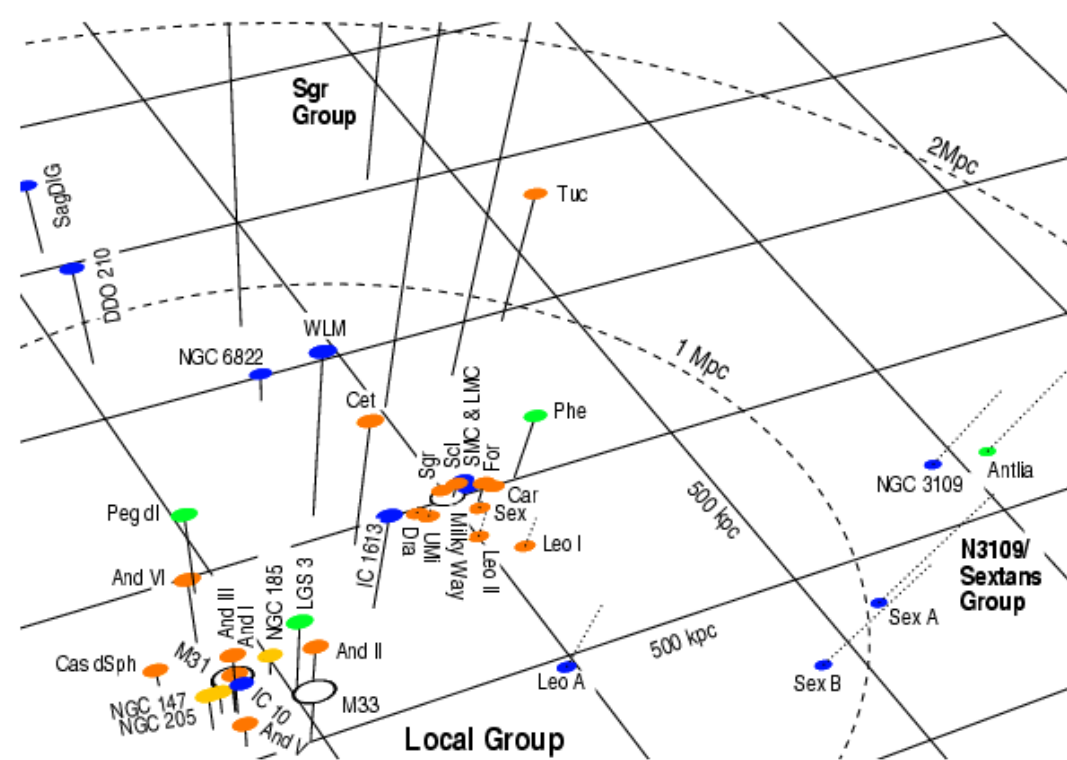 Sgr
Group
2Mpc
SagDIG
Tuc
DDO 210
WLM
NGC 6822
1 Mpc
Cet
SMC & LMC
Phe
Sgr
Scl
For
Antlia
NGC 3109
Car
Sex
500 kpc
Peg dI
IC 1613
Dra
UMi
Milky Way
Leo II
Leo I
N3109/
Sextans
Group
And VI
And III
And I
NGC 185
LGS 3
Sex A
500 kpc
M31
And II
Cas dSph
Leo A
Sex B
NGC 147
NGC 205
IC 10
M33
And V
Local Group